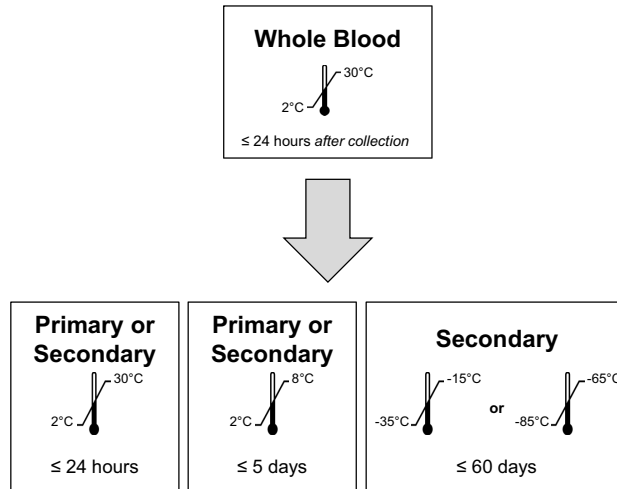 Whole Blood
30°C
2°C
≤ 24 hours after collection
Primary or
Secondary
30°C
2°C
≤ 24 hours
Primary or
Secondary
8°C
2°C
≤ 5 days
Secondary
-15°C
-35°C
or
-65°C
-85°C
≤ 60 days